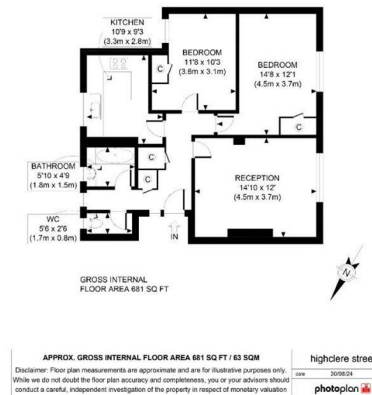 KITCHEN
10'9 x 9'3
(3.3m x 2.8m)
BEDROOM
11'8 x 10'3
(3.6m x 3.1m)
BEDROOM
14'8 x 12'1
(4.5m x 3.7m)
C
C
BATHROOM
5'10 x 4'9
(1.8m x 1.5m)
C
C
RECEPTION
14'10 x 12'
(4.5m x 3.7m)
WC
5'6 x 2'6
(1.7m x 0.8m)
IN
N
GROSS INTERNAL
FLOOR AREA 681 SQ FT
APPROX. GROSS INTERNAL FLOOR AREA 681 SQ FT / 63 SQM
Disclaimer: Floor plan measurements are approximate and are for illustrative purposes only.
While we do not doubt the floor plan accuracy and completeness, you or your advisors should
conduct a careful, independent investigation of the property in respect of monetary valuation
highclere stree
date 30/08/24
photoplan